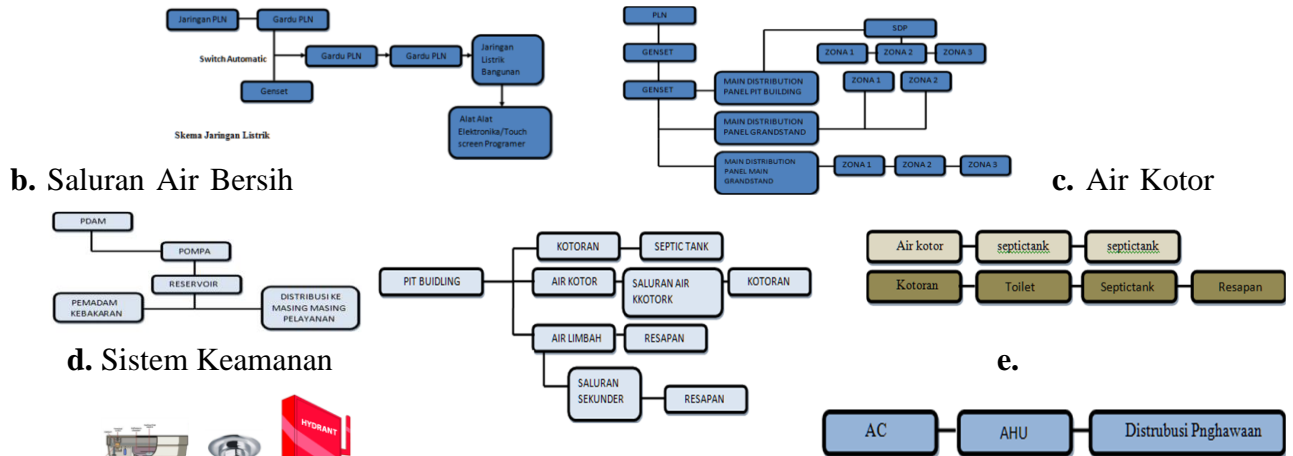 Jaringan PLN
Gardu PLN
Switch Automatic
Gardu PLN
Gardu PLN
Jaringan
Listrik
Bangunan
Genset
Alat Alat
Elektronika/Touch
screen Programer
Skema Jaringan Listrik
PLN
GENSET
GENSET
SDP
ZONA 1
ZONA 2
ZONA 3
MAIN DISTRIBUTION
PANEL PIT BUILDING
ZONA 1
ZONA 2
MAIN DISTRIBUTION
PANEL GRANDSTAND
MAIN DISTRIBUTION
PANEL MAIN
GRANDSTAND
ZONA 1
ZONA 2
ZONA 3
b. Saluran Air Bersih
c. Air Kotor
PDAM
POMPA
RESERVOIR
PEMADAM
KEBAKARAN
DISTRIBUSI KE
MASING MASING
PELAYANAN
PIT BUIDLING
KOTORAN
SEPTIC TANK
AIR KOTOR
SALURAN AIR
KKOTORK
KOTORAN
AIR LIMBAH
RESAPAN
SALURAN
SEKUNDER
RESAPAN
Air kotor
septictank
septictank
Kotoran
Toilet
Septictank
Resapan
d. Sistem Keamanan
e.
HYDRANT
AC
AHU
Distrubusi Pnghawaan